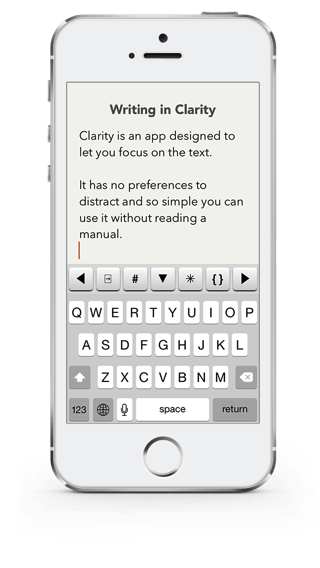 Writing in Clarity
Clarity is an app designed to
let you focus on the text.
It has no preferences to
distract and so simple you can
use it without reading a
manual.
# ▼ ✳ {}
Q W E R T Y U I O P
A S D F G H J K L
Z X C V B N M
123 space return